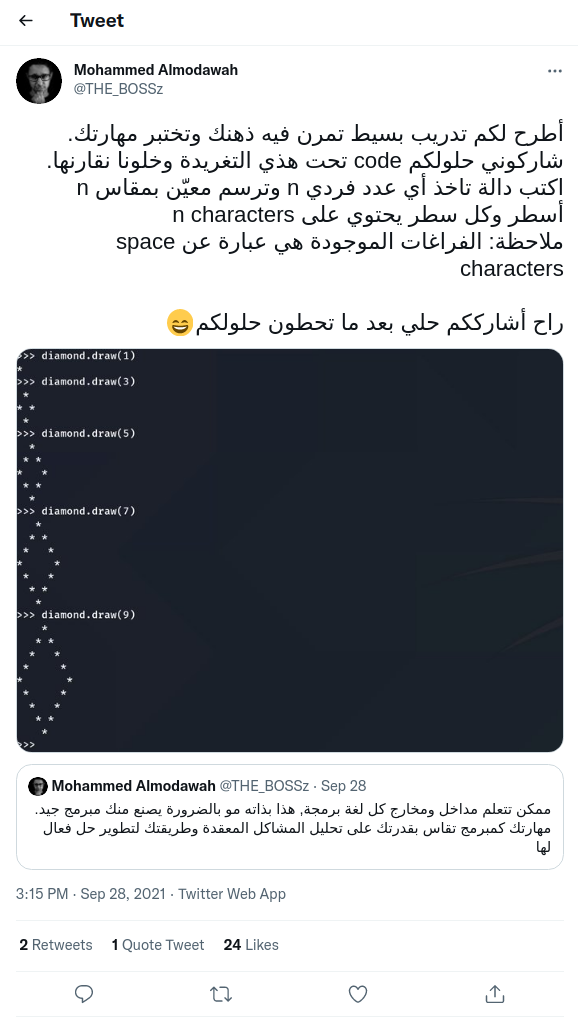 Tweet
Mohammed Almodawah
@THE_BOSSz
أطرح لكم تدريب بسيط تمرن فيه ذهنك وتختبر مهارتك.
شاركوني حلولكم code تحت هذي التغريدة وخلونا نقارنها.
اكتب دالة تاخذ أي عدد فردي n وترسم معيّن بمقاس n
أسطر وكل سطر يحتوي على n characters
ملاحظة: الفراغات الموجودة هي عبارة عن space
characters
راح أشارككم حلي بعد ما تحطون حلولكم😄
>>> diamond.draw(1)
*
>>> diamond.draw(3)
 *
* *
 *
>>> diamond.draw(5)
  *
 * *
*   *
 * *
  *
>>> diamond.draw(7)
   *
  * *
 *   *
*     *
 *   *
  * *
   *
>>> diamond.draw(9)
    *
   * *
  *   *
 *     *
*       *
 *     *
  *   *
   * *
    *
>>>
Mohammed Almodawah @THE_BOSSz · Sep 28
ممكن تتعلم مداخل ومخارج كل لغة برمجة, هذا بذاته مو بالضرورة يصنع منك مبرمج جيد.
مهارتك كمبرمج تقاس بقدرتك على تحليل المشاكل المعقدة وطريقتك لتطوير حل فعال
لها
3:15 PM · Sep 28, 2021 · Twitter Web App
2 Retweets 1 Quote Tweet 24 Likes